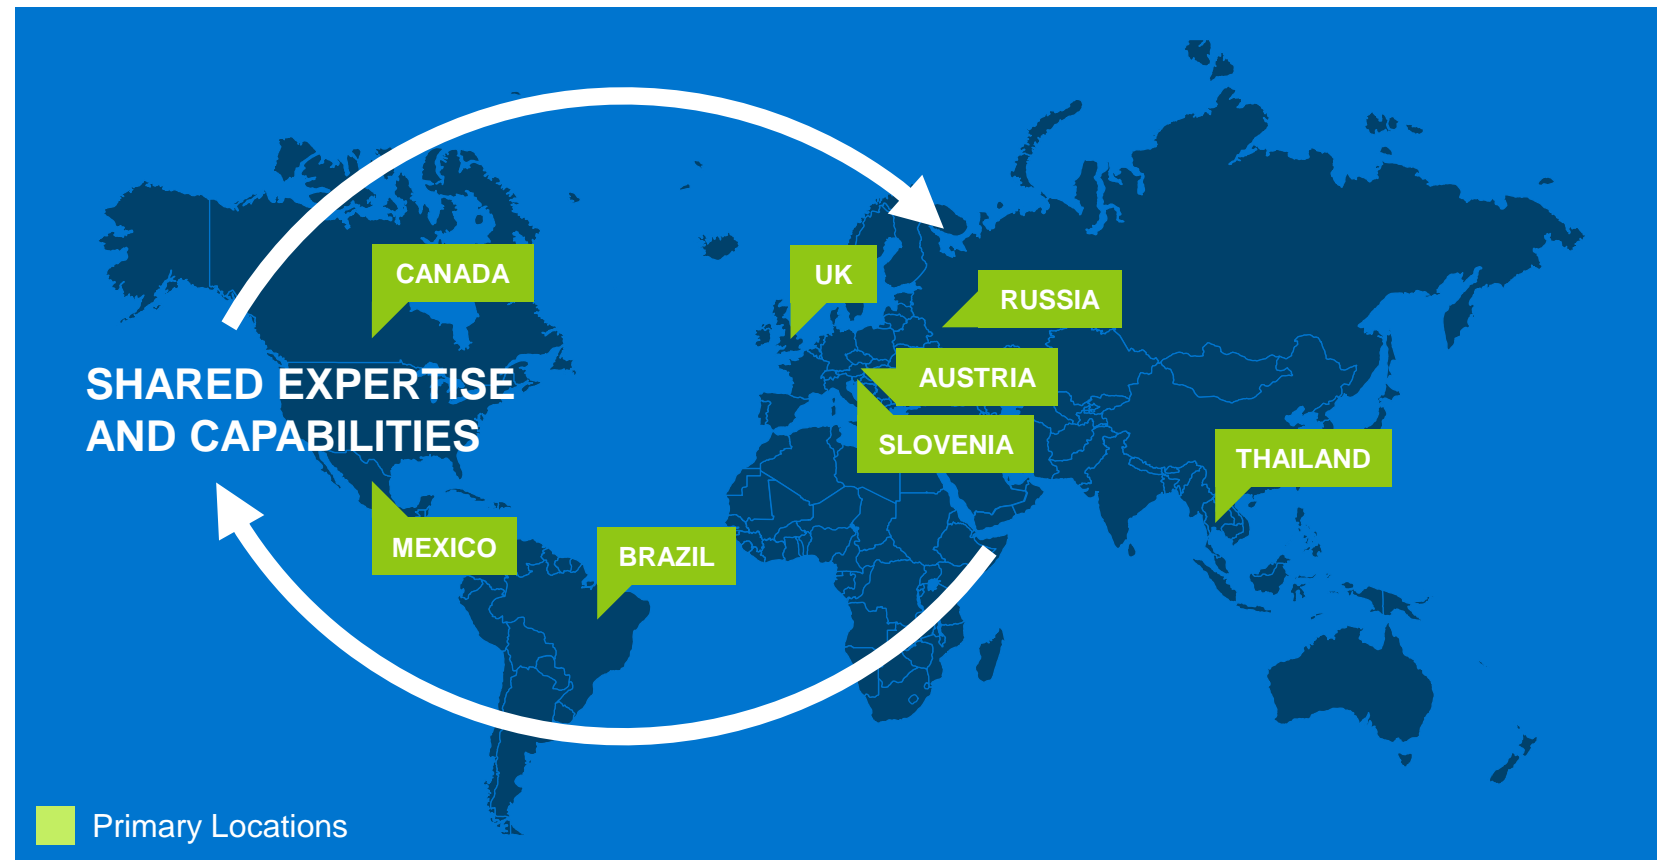 CANADA
UK
RUSSIA
SHARED EXPERTISE
AND CAPABILITIES
AUSTRIA
SLOVENIA
THAILAND
MEXICO
BRAZIL
Primary Locations